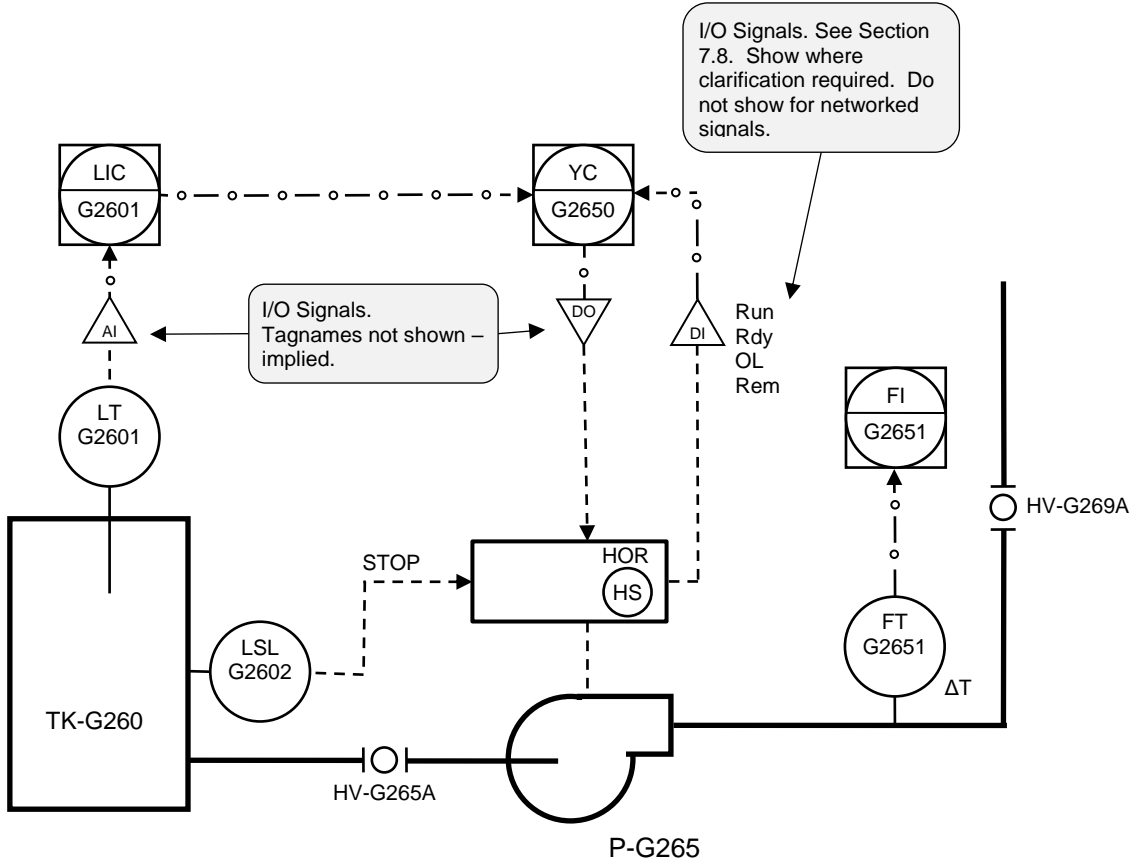 I/O Signals. See Section
7.8. Show where
clarification required. Do
not show for networked
signals.
LIC
G2601
YC
G2650
I/O Signals.
Tagnames not shown –
implied.
AI
DO
DI
Run
Rdy
OL
Rem
LT
G2601
FI
G2651
HV-G269A
STOP
HOR
HS
LSL
G2602
FT
G2651
ΔT
TK-G260
HV-G265A
P-G265